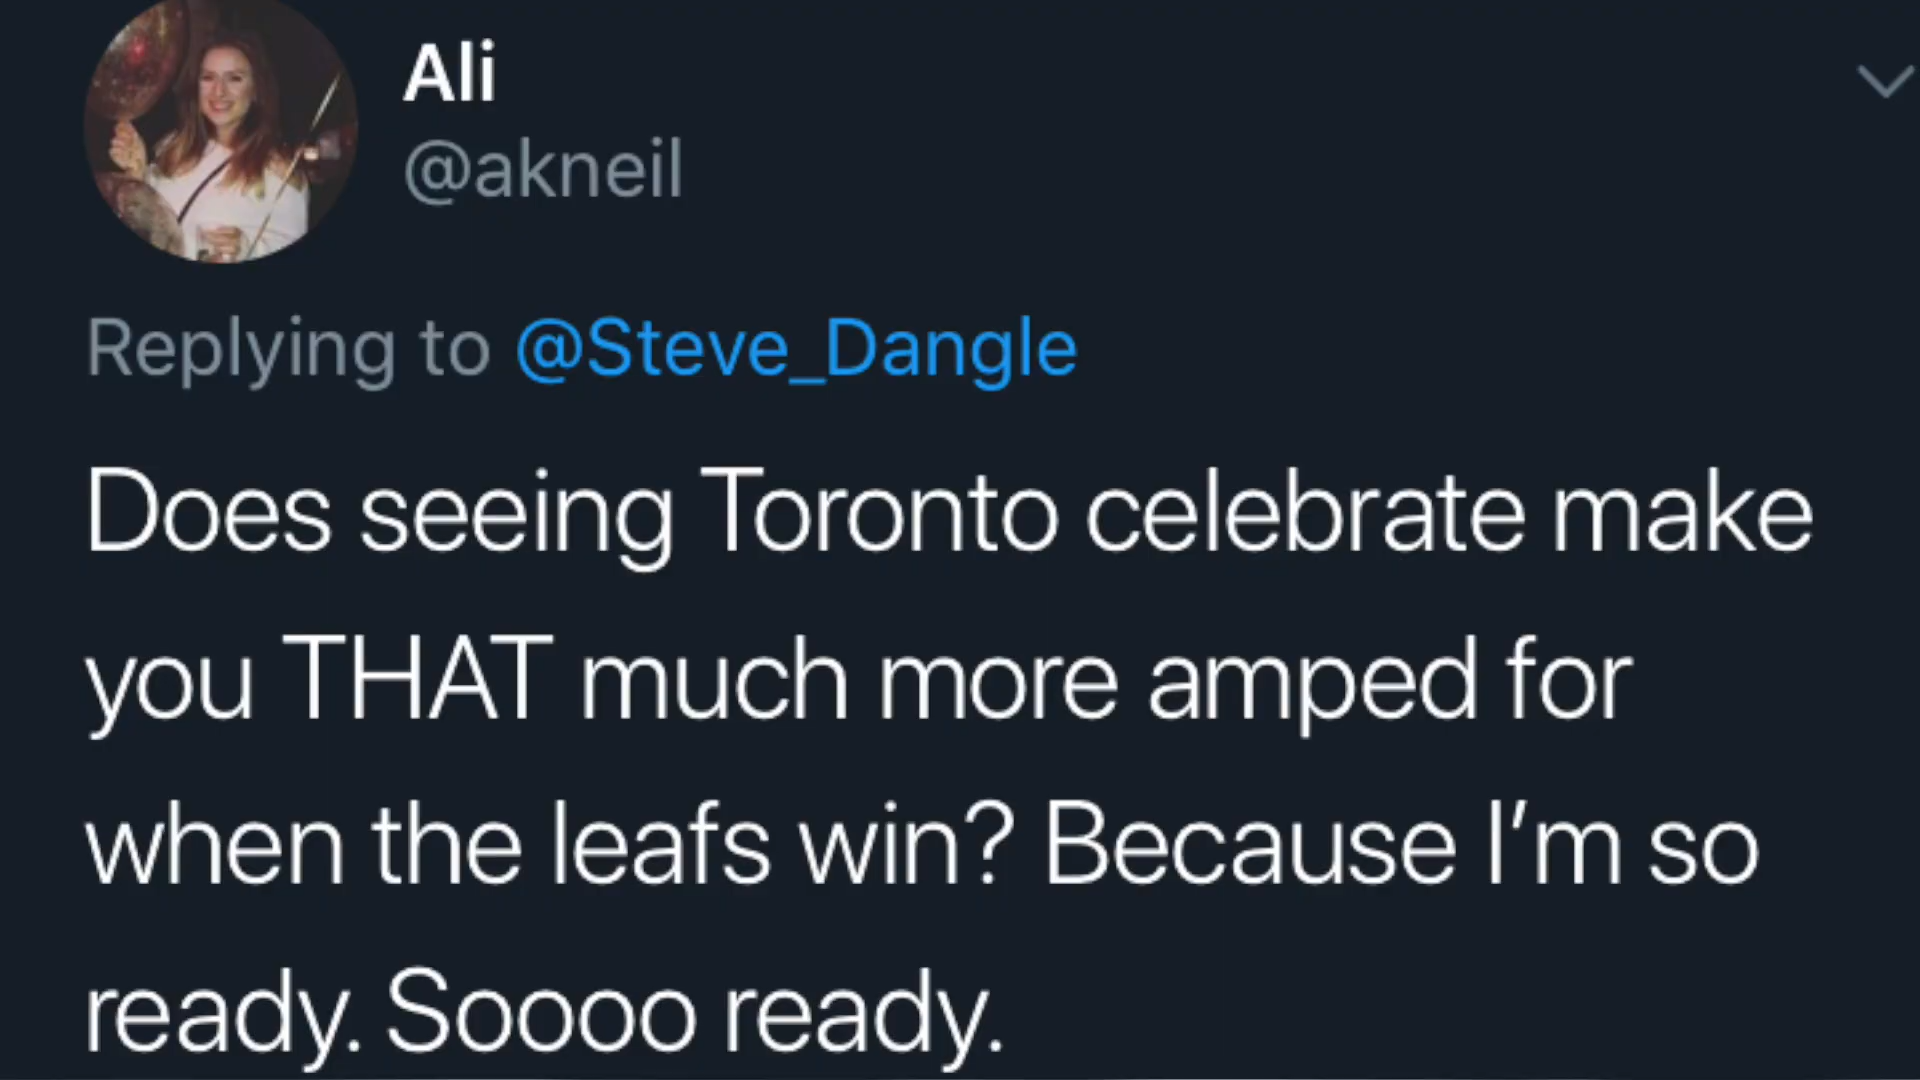 Ali
@akneil
Replying to @Steve_Dangle
Does seeing Toronto celebrate make
you THAT much more amped for
when the leafs win? Because I’m so
ready. Soooo ready.